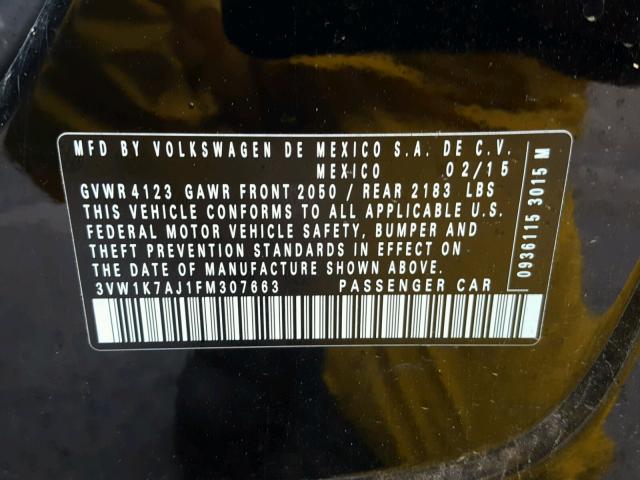 MFD BY VOLKSWAGEN DE MEXICO S.A. DE C.V.
MEXICO 02/15
GVWR 4123 GAWR FRONT 2050 / REAR 2183 LBS
THIS VEHICLE CONFORMS TO ALL APPLICABLE U.S.
FEDERAL MOTOR VEHICLE SAFETY, BUMPER AND
THEFT PREVENTION STANDARDS IN EFFECT ON
THE DATE OF MANUFACTURE SHOWN ABOVE.
3VW1K7AJ1FM307663 PASSENGER CAR
0936115 3015 M